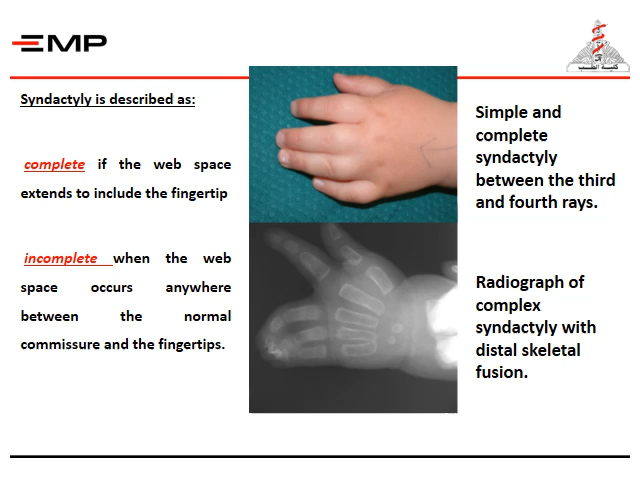 EMP
كلية الطب
Syndactyly is described as:
complete if the web space
extends to include the fingertip
incomplete when the web
space occurs anywhere
between the normal
commissure and the fingertips.
Simple and
complete
syndactyly
between the third
and fourth rays.
Radiograph of
complex
syndactyly with
distal skeletal
fusion.